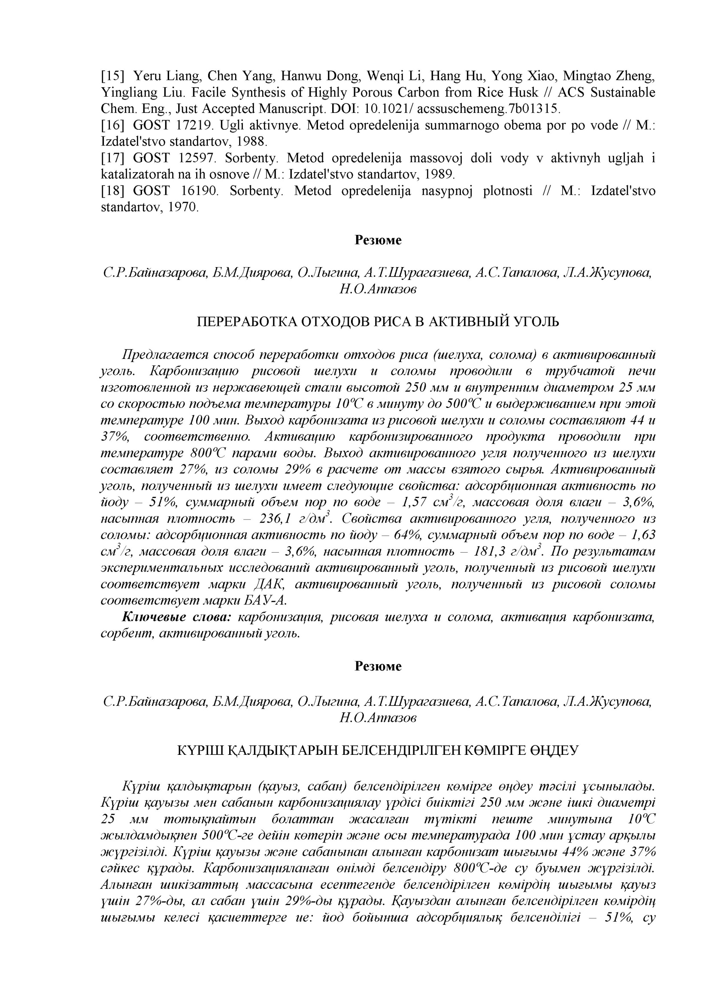 [15] Yeru Liang, Chen Yang, Hanwu Dong, Wenqi Li, Hang Hu, Yong Xiao, Mingtao Zheng,
Yingliang Liu. Facile Synthesis of Highly Porous Carbon from Rice Husk // ACS Sustainable
Chem. Eng., Just Accepted Manuscript. DOI: 10.1021/ acssuschemeng.7b01315.
[16] GOST 17219. Ugli aktivnye. Metod opredelenija summarnogo obema por po vode // M.:
Izdatel'stvo standartov, 1988.
[17] GOST 12597. Sorbenty. Metod opredelenija massovoj doli vody v aktivnyh ugljah i
katalizatorah na ih osnove // M.: Izdatel'stvo standartov, 1989.
[18] GOST 16190. Sorbenty. Metod opredelenija nasypnoj plotnosti // M.: Izdatel'stvo
standartov, 1970.
Резюме
С.Р.Байназарова, Б.М.Диярова, О.Лыгина, А.Т.Шурагазиева, А.С.Тапалова, Л.А.Жусупова,
Н.О.Аппазов
ПЕРЕРАБОТКА ОТХОДОВ РИСА В АКТИВНЫЙ УГОЛЬ
Предлагается способ переработки отходов риса (шелуха, солома) в активированный
уголь. Карбонизацию рисовой шелухи и соломы проводили в трубчатой печи
изготовленной из нержавеющей стали высотой 250 мм и внутренним диаметром 25 мм
со скоростью подъема температуры 10ºС в минуту до 500ºС и выдерживанием при этой
температуре 100 мин. Выход карбонизата из рисовой шелухи и соломы составляют 44 и
37%, соответственно. Активацию карбонизированного продукта проводили при
температуре 800ºС парами воды. Выход активированного угля полученного из шелухи
составляет 27%, из соломы 29% в расчете от массы взятого сырья. Активированный
уголь, полученный из шелухи имеет следующие свойства: адсорбционная активность по
йоду – 51%, суммарный объем пор по воде – 1,57 см³/г, массовая доля влаги – 3,6%,
насыпная плотность – 236,1 г/дм³. Свойства активированного угля, полученного из
соломы: адсорбционная активность по йоду – 64%, суммарный объем пор по воде – 1,63
см³/г, массовая доля влаги – 3,6%, насыпная плотность – 181,3 г/дм³. По результатам
экспериментальных исследований активированный уголь, полученный из рисовой шелухи
соответствует марки ДАК, активированный уголь, полученный из рисовой соломы
соответствует марки БАУ-А.
Ключевые слова: карбонизация, рисовая шелуха и солома, активация карбонизата,
сорбент, активированный уголь.
Резюме
С.Р.Байназарова, Б.М.Диярова, О.Лыгина, А.Т.Шурагазиева, А.С.Тапалова, Л.А.Жусупова,
Н.О.Аппазов
КҮРІШ ҚАЛДЫҚТАРЫН БЕЛСЕНДІРІЛГЕН КӨМІРГЕ ӨҢДЕУ
Күріш қалдықтарын (қауыз, сабан) белсендірілген көмірге өңдеу тәсілі ұсынылады.
Күріш қауызы мен сабанын карбонизациялау үрдісі биіктігі 250 мм және ішкі диаметрі
25 мм тотықпайтын болаттан жасалған түтікті пеште минутына 10ºС
жылдамдықпен 500ºС-ге дейін көтеріп және осы температурада 100 мин ұстау арқылы
жүргізілді. Күріш қауызы және сабанынан алынған карбонизат шығымы 44% және 37%
сәйкес құрады. Карбонизацияланған өнімді белсендіру 800ºС-де су буымен жүргізілді.
Алынған шикізаттың массасына есептегенде белсендірілген көмірдің шығымы қауыз
үшін 27%-ды, ал сабан үшін 29%-ды құрады. Қауыздан алынған белсендірілген көмірдің
шығымы келесі қасиеттерге ие: йод бойынша адсорбциялық белсенділігі – 51%, су